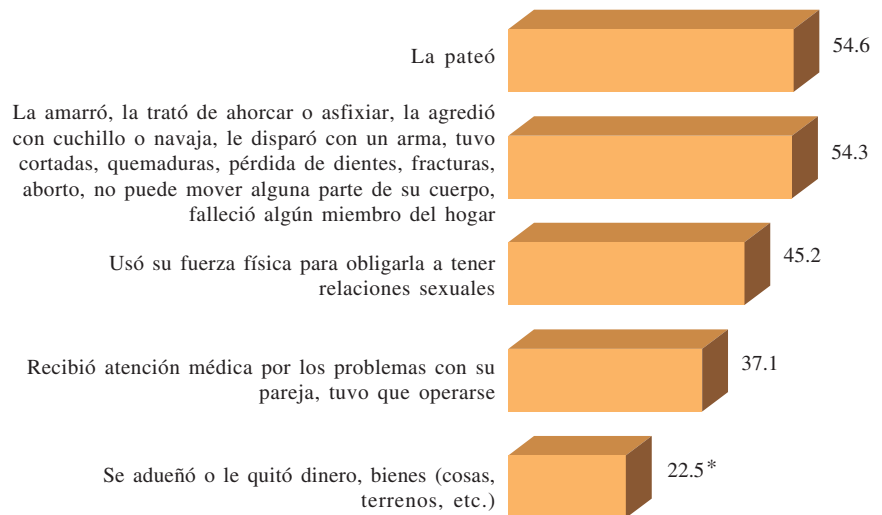 La pateó
54.6
La amarró, la trató de ahorcar o asfixiar, la agredió
con cuchillo o navaja, le disparó con un arma, tuvo
cortadas, quemaduras, pérdida de dientes, fracturas,
aborto, no puede mover alguna parte de su cuerpo,
falleció algún miembro del hogar
54.3
Usó su fuerza física para obligarla a tener
relaciones sexuales
45.2
Recibió atención médica por los problemas con su
pareja, tuvo que operarse
37.1
Se adueñó o le quitó dinero, bienes (cosas,
terrenos, etc.)
22.5*